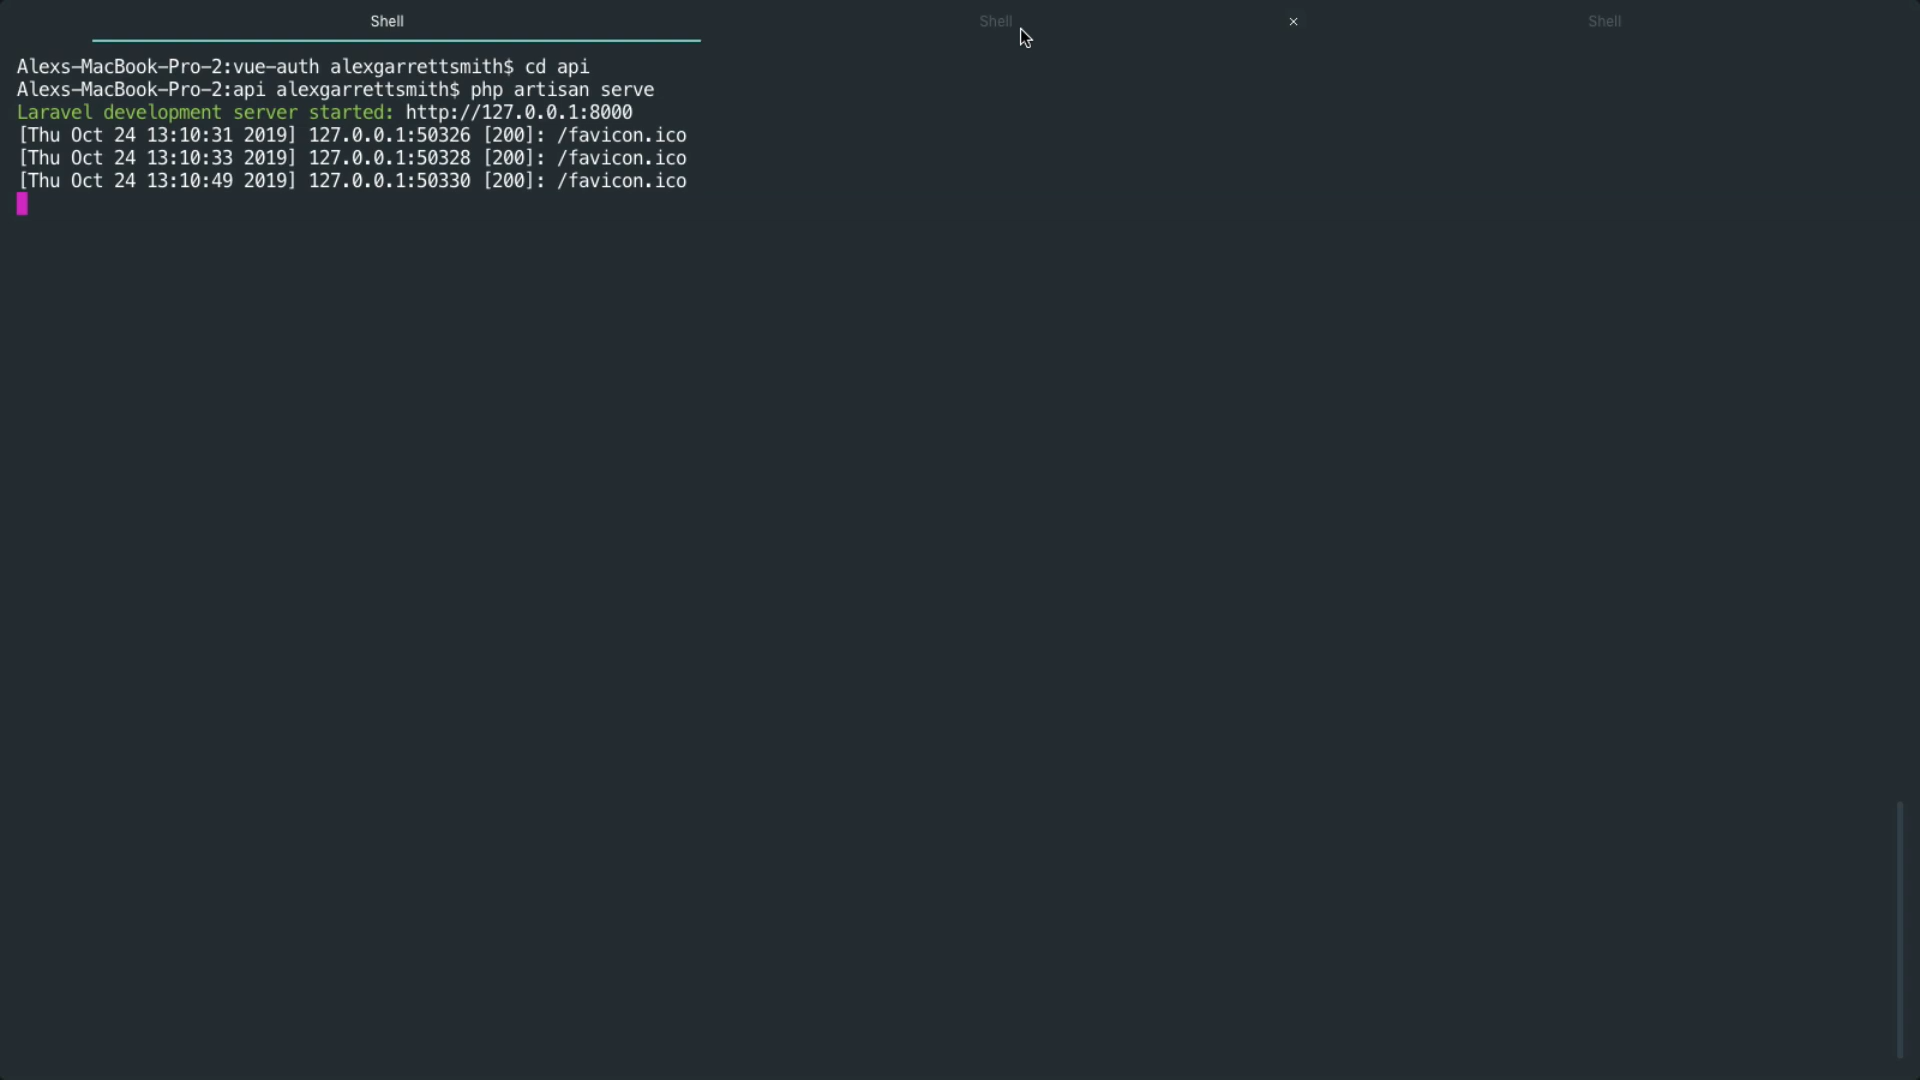 Shell
Shell
×
Shell
Alexs-MacBook-Pro-2:vue-auth alexgarrettsmith$ cd api
Alexs-MacBook-Pro-2:api alexgarrettsmith$ php artisan serve
Laravel development server started: http://127.0.0.1:8000
[Thu Oct 24 13:10:31 2019] 127.0.0.1:50326 [200]: /favicon.ico
[Thu Oct 24 13:10:33 2019] 127.0.0.1:50328 [200]: /favicon.ico
[Thu Oct 24 13:10:49 2019] 127.0.0.1:50330 [200]: /favicon.ico